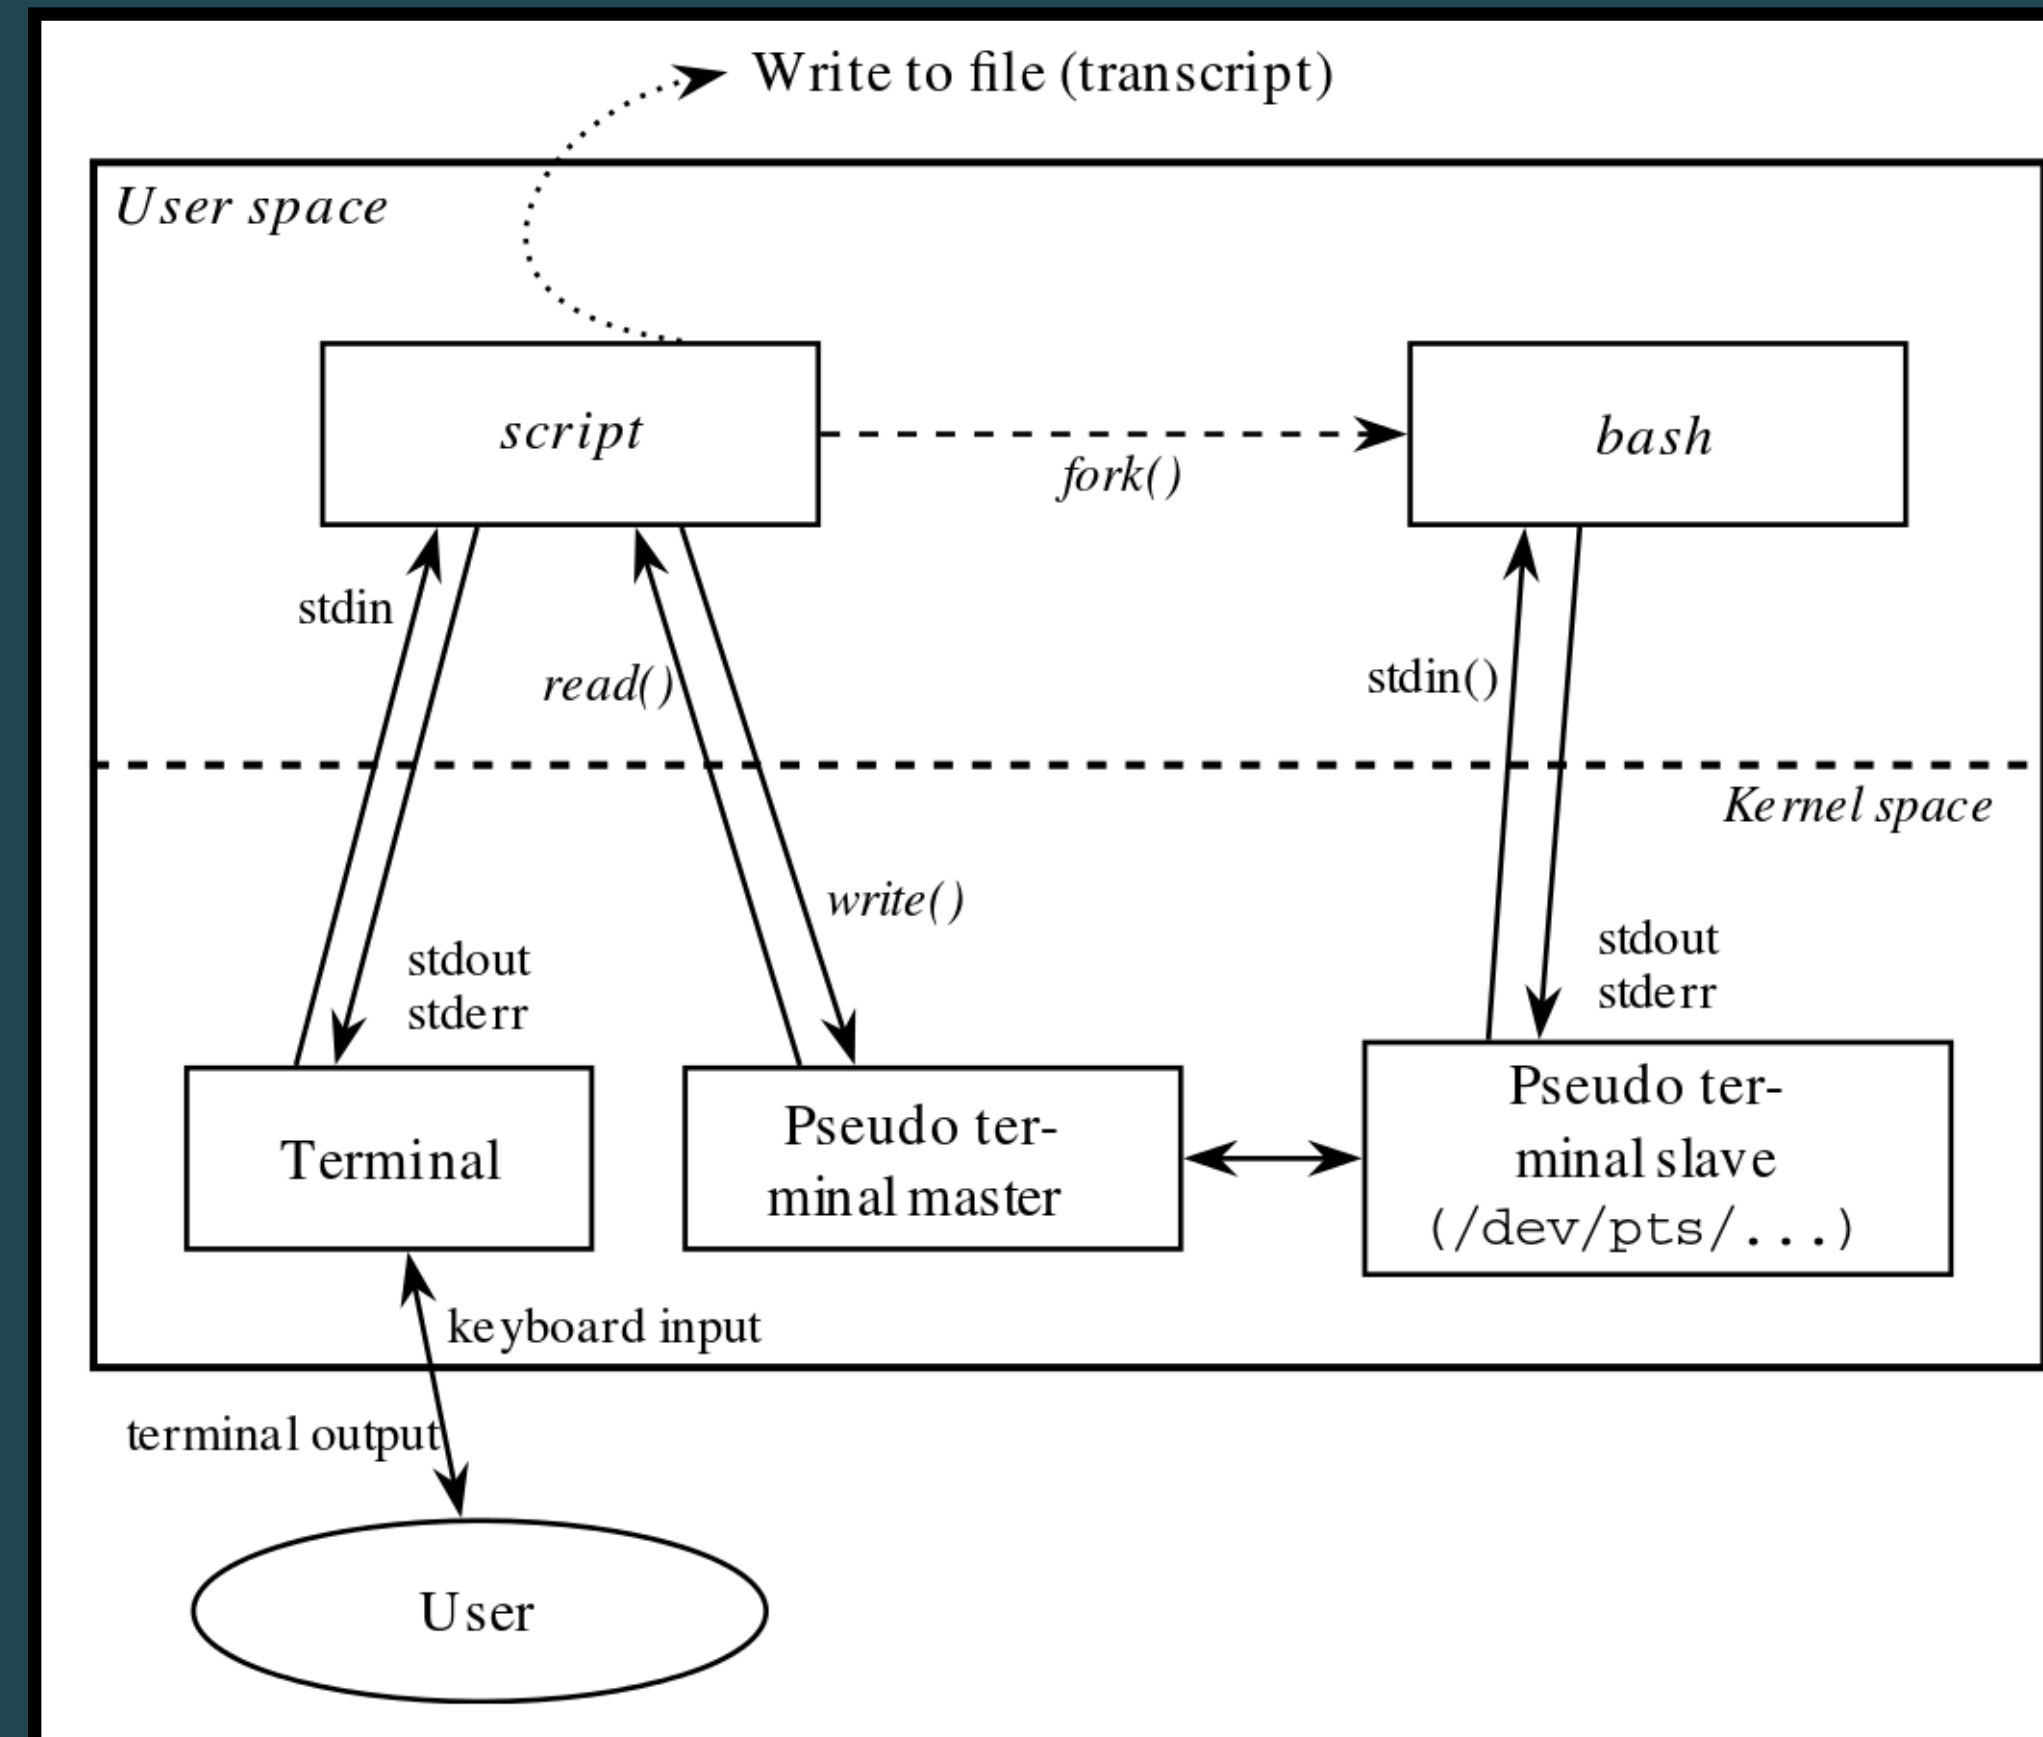 Write to file (transcript)
User space
script
bash
fork()
stdin
read()
stdin()
Kernel space
write()
stdout
stderr
stdout
stderr
Terminal
Pseudo ter-
minal master
Pseudo ter-
minal slave
(/dev/pts/...)
keyboard input
terminal output
User